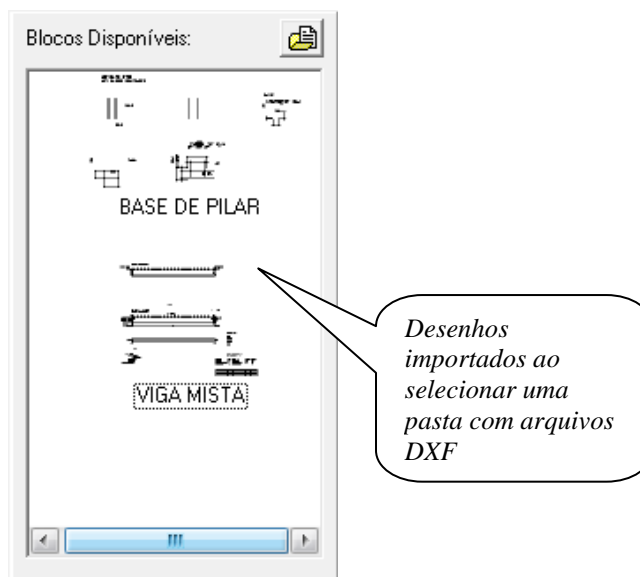 Blocos Disponíveis:
BASE DE PILAR
VIGA MISTA
Desenhos
importados ao
selecionar uma
pasta com arquivos
DXF